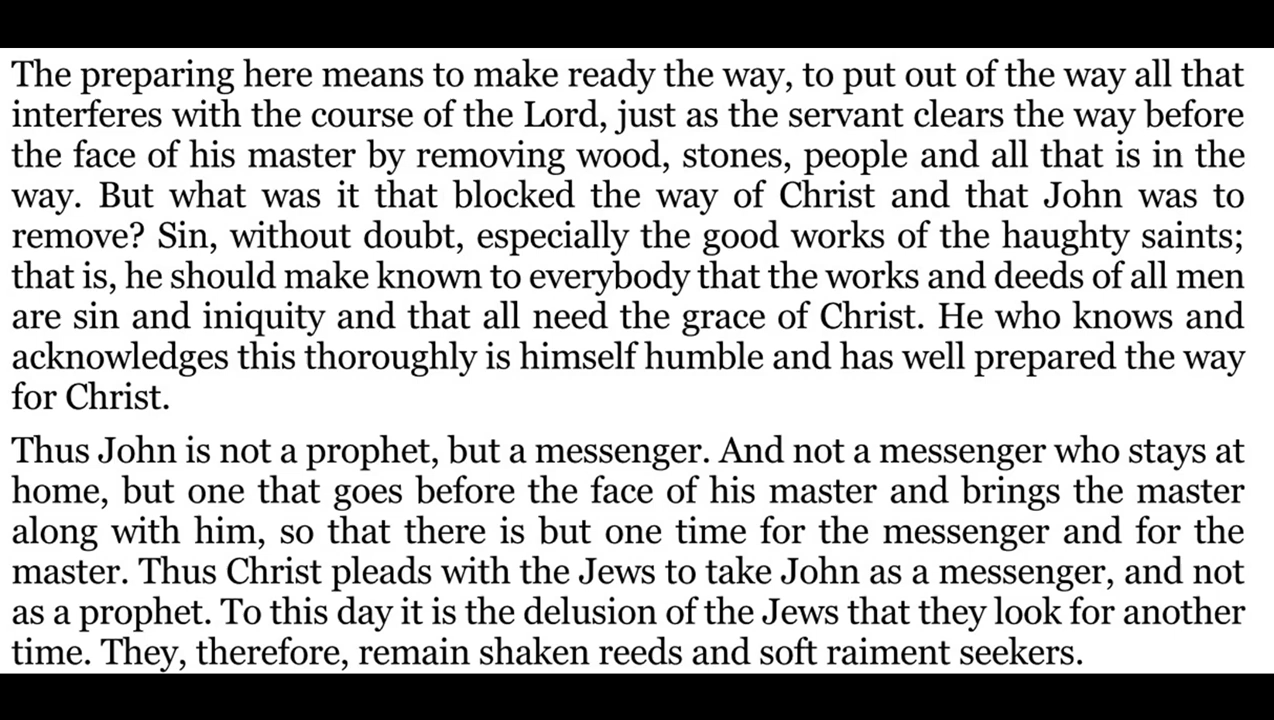 The preparing here means to make ready the way, to put out of the way all that
interferes with the course of the Lord, just as the servant clears the way before
the face of his master by removing wood, stones, people and all that is in the
way. But what was it that blocked the way of Christ and that John was to
remove? Sin, without doubt, especially the good works of the haughty saints;
that is, he should make known to everybody that the works and deeds of all men
are sin and iniquity and that all need the grace of Christ. He who knows and
acknowledges this thoroughly is himself humble and has well prepared the way
for Christ.
Thus John is not a prophet, but a messenger. And not a messenger who stays at
home, but one that goes before the face of his master and brings the master
along with him, so that there is but one time for the messenger and for the
master. Thus Christ pleads with the Jews to take John as a messenger, and not
as a prophet. To this day it is the delusion of the Jews that they look for another
time. They, therefore, remain shaken reeds and soft raiment seekers.